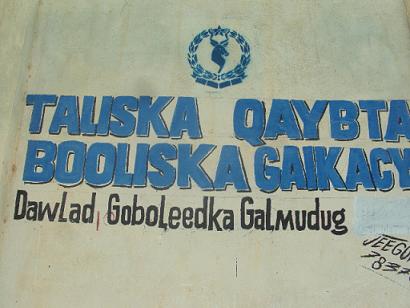 TALISKA QAYBTA
BOOLISKA GAIKACY
Dawlad Goboleedka Galmudug